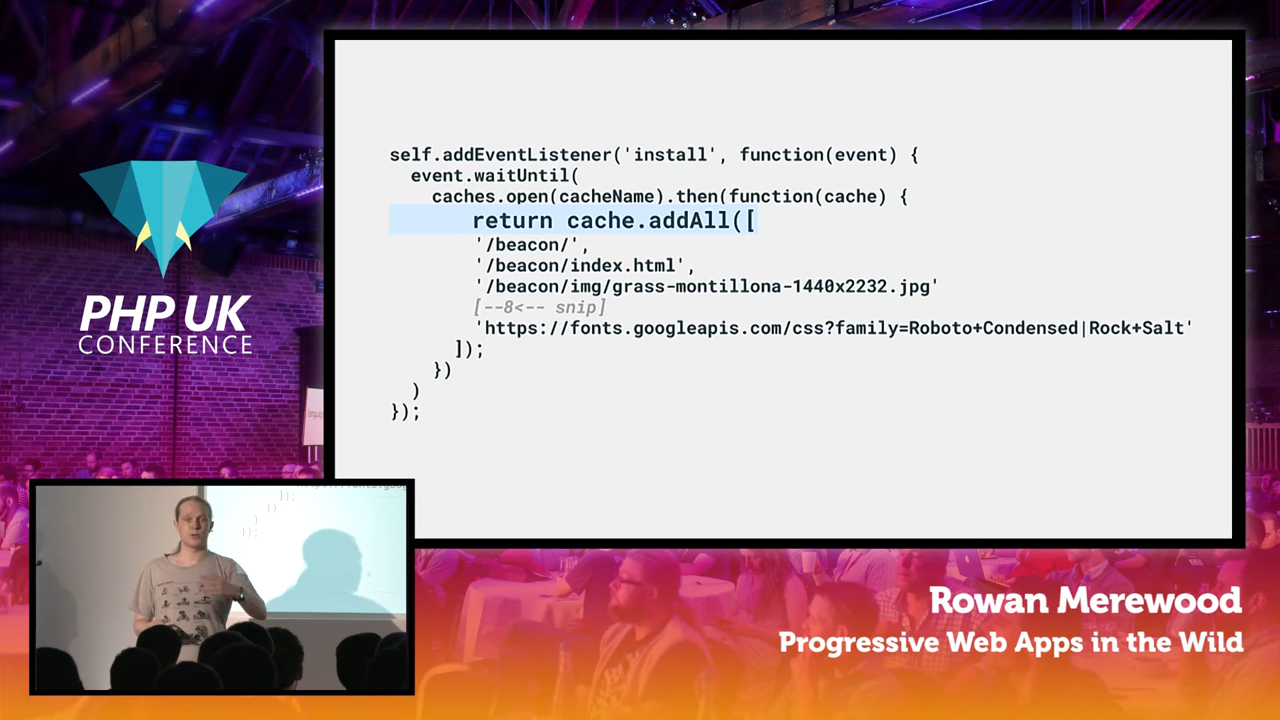 self.addEventListener('install', function(event) {
event.waitUntil(
caches.open(cacheName).then(function(cache) {
return cache.addAll([
'/beacon/',
'/beacon/index.html',
'/beacon/img/grass-montillona-1440x2232.jpg'
[--8<-- snip]
'https://fonts.googleapis.com/css?family=Roboto+Condensed|Rock+Salt'
]);
})
)
});
PHP UK
CONFERENCE
]);
})
)
});
Rowan Merewood
Progressive Web Apps in the Wild